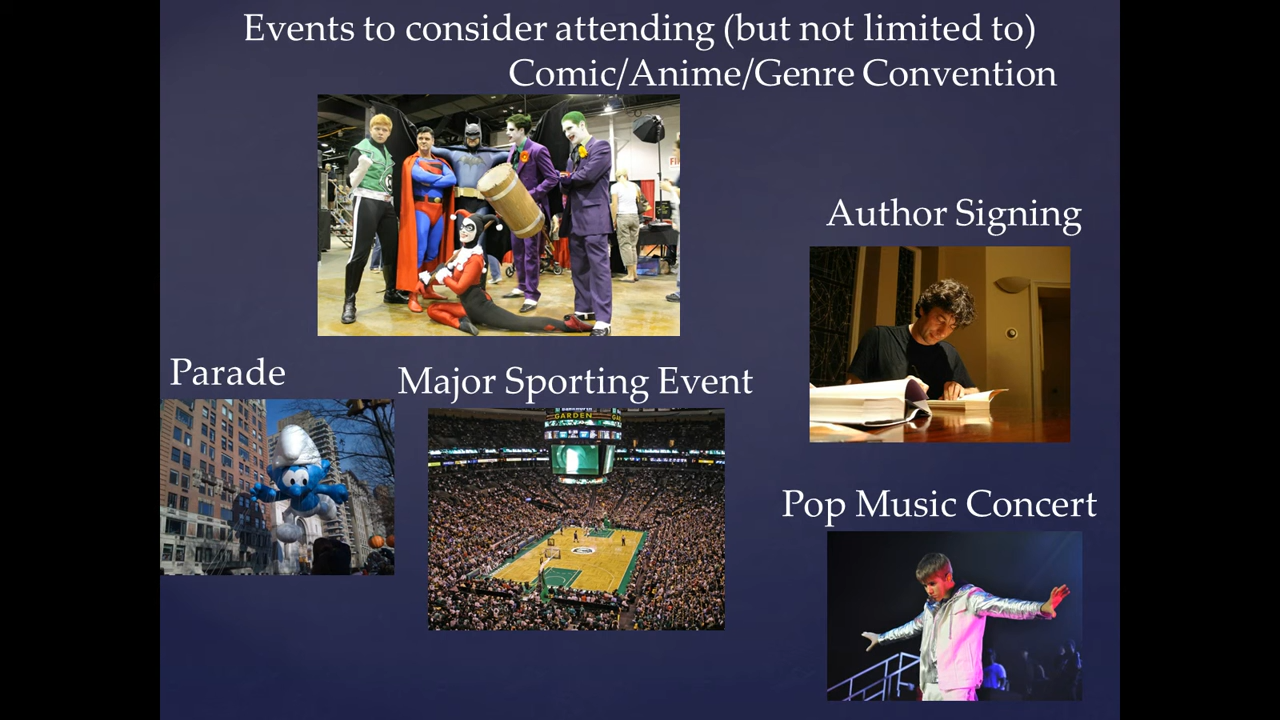 Events to consider attending (but not limited to)
Comic/Anime/Genre Convention
Author Signing
Parade
Major Sporting Event
GARDEN
Pop Music Concert